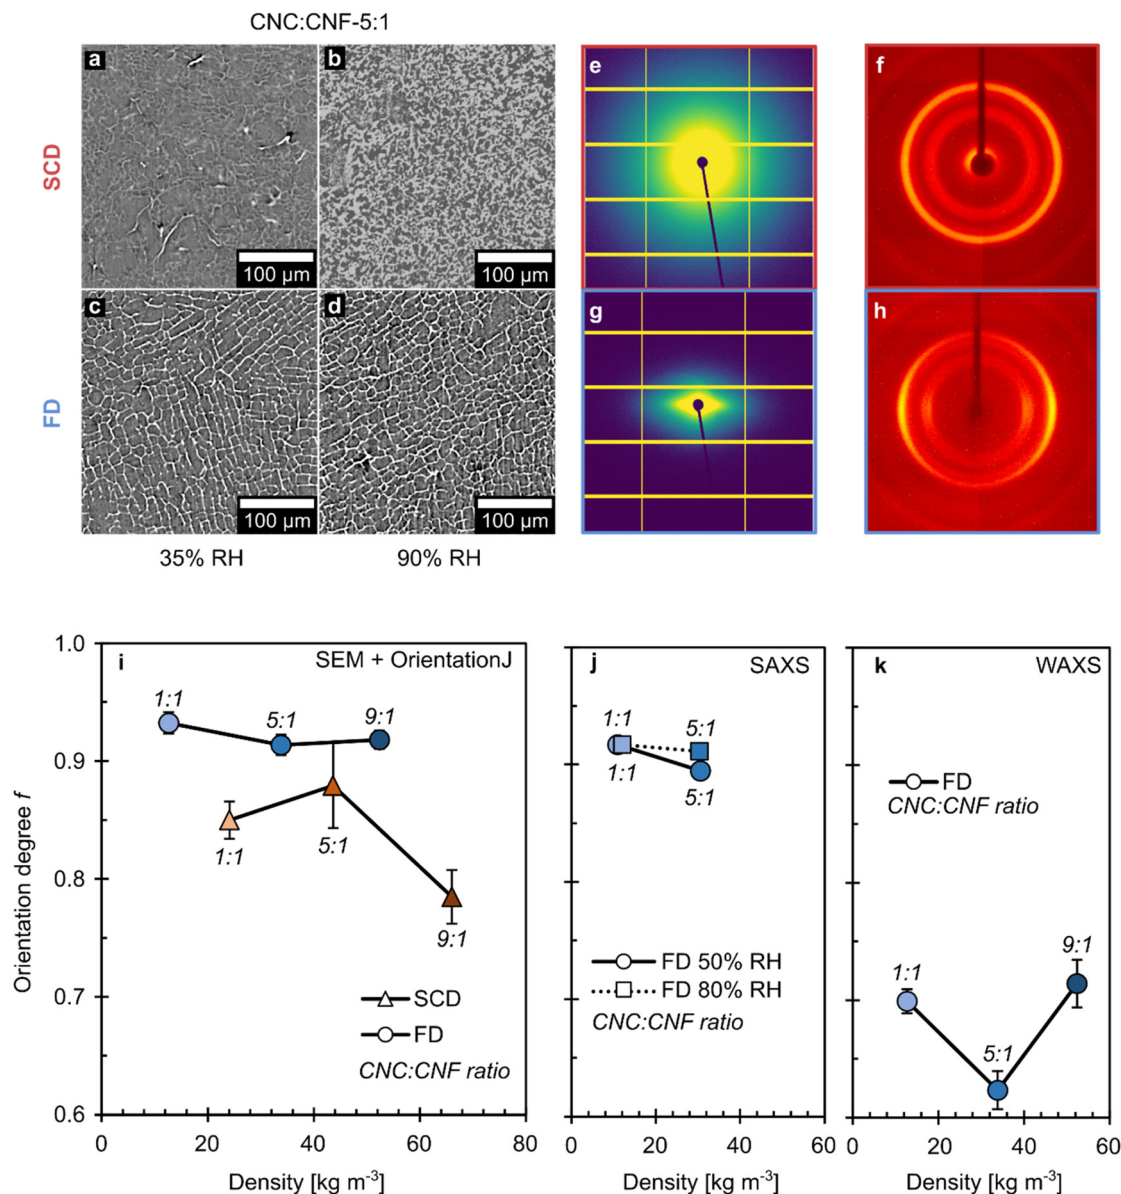 CNC:CNF-5:1
a
b
e
f
SCD
100 µm
100 µm
c
d
g
h
FD
100 µm
100 µm
35% RH
90% RH
1.0
i
SEM + OrientationJ
j
SAXS
k
WAXS
1:1
5:1
9:1
1:1
5:1
0.9
1:1
5:1
FD
CNC:CNF ratio
1:1
5:1
0.8
9:1
9:1
FD 50% RH
1:1
SCD
FD 80% RH
0.7
CNC:CNF ratio
FD
5:1
CNC:CNF ratio
0.6
0
20
40
60
80
0
20
40
60
0
20
40
60
Density [kg m⁻³]
Density [kg m⁻³]
Density [kg m⁻³]
Orientation degree f